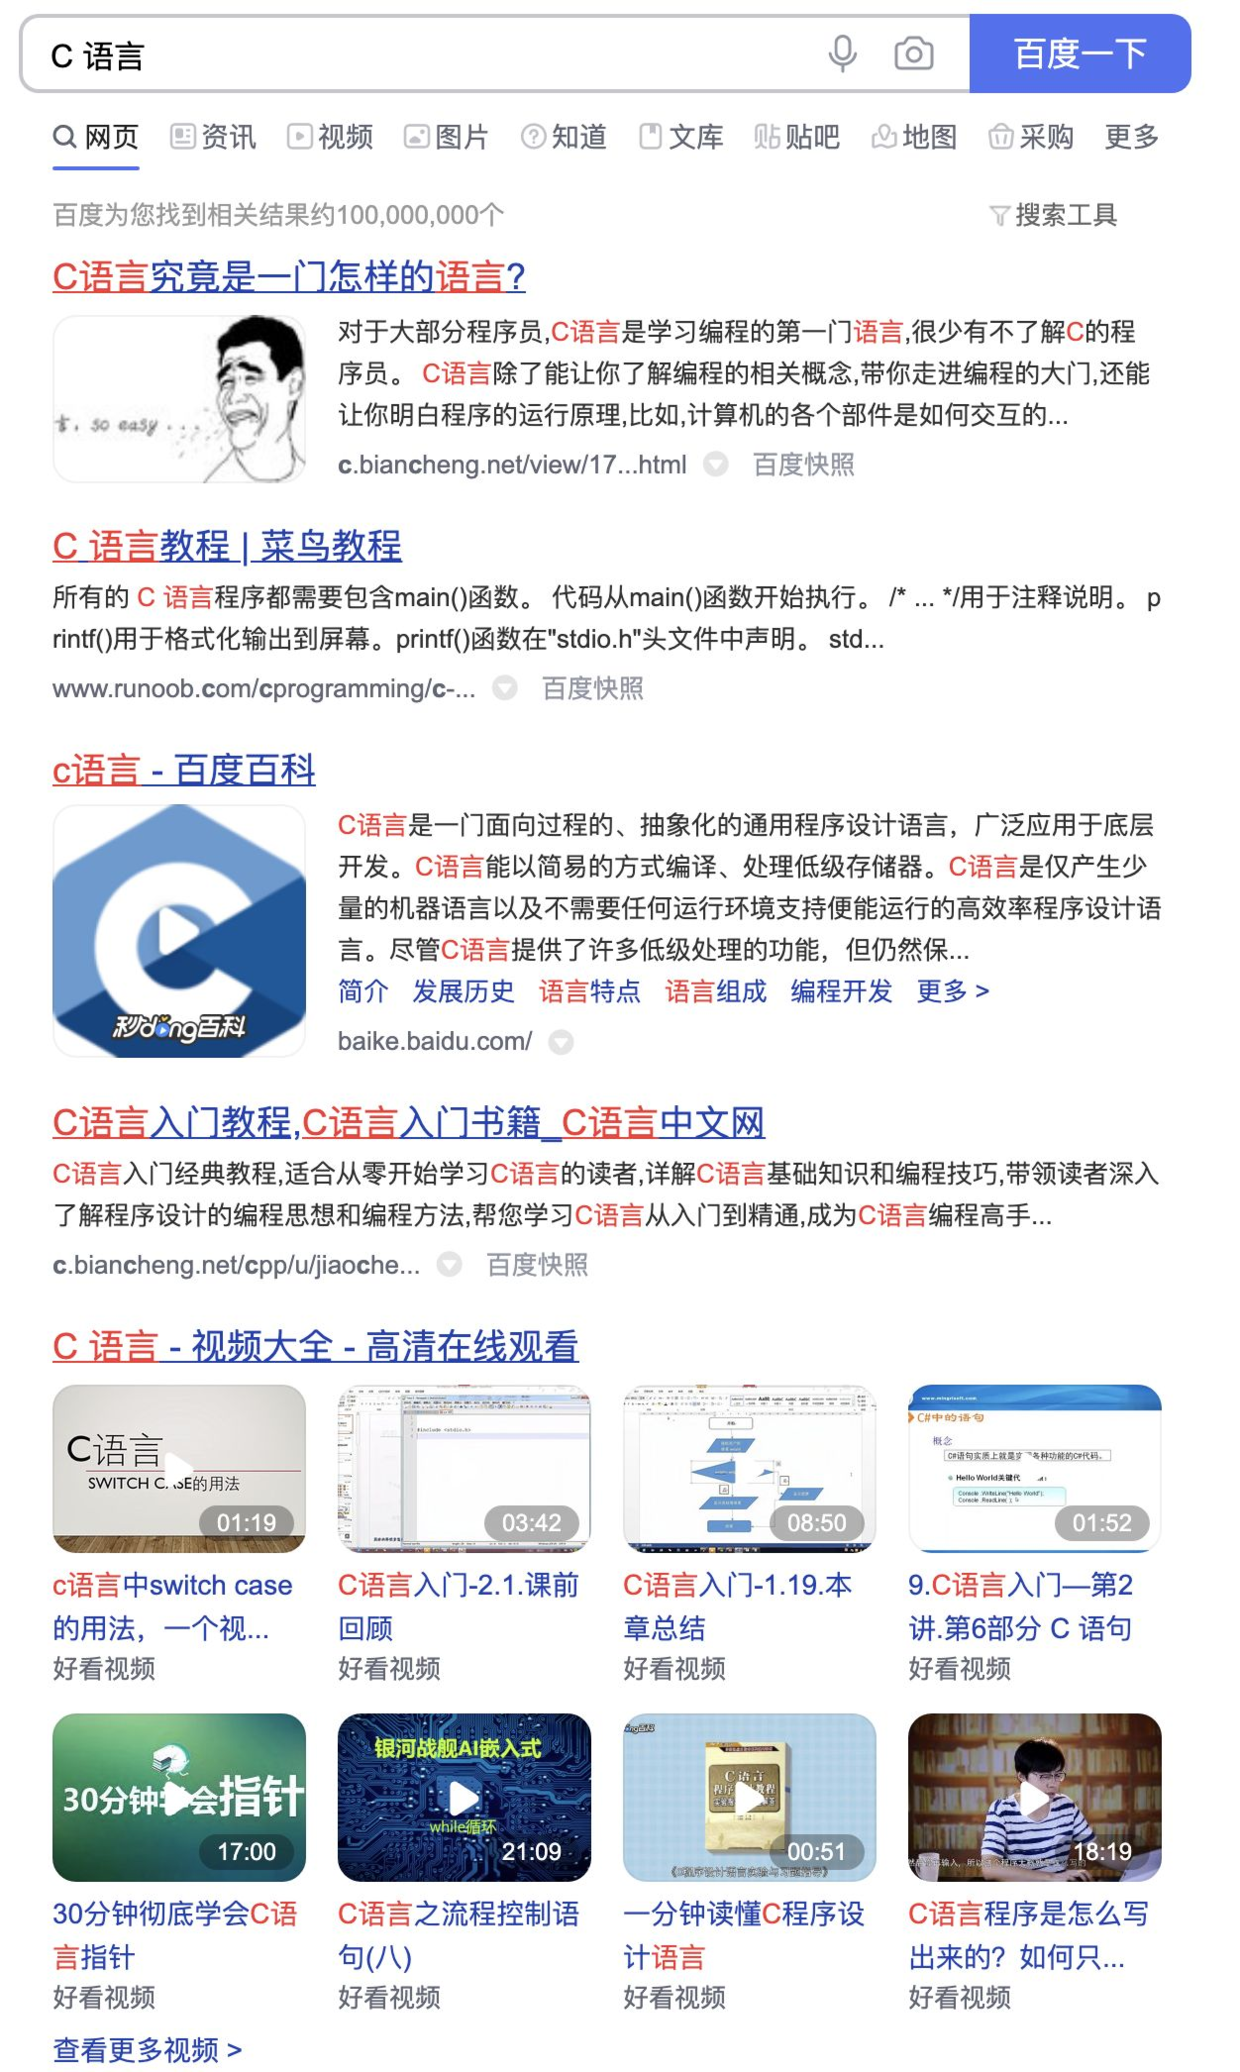 C 语言
百度一下
网页 资讯 视频 图片 知道 文库 贴贴吧 地图 采购 更多
百度为您找到相关结果约100,000,000个
搜索工具
C语言究竟是一门怎样的语言?
言，so easy . . .
对于大部分程序员,C语言是学习编程的第一门语言,很少有不了解C的程
序员。 C语言除了能让你了解编程的相关概念,带你走进编程的大门,还能
让你明白程序的运行原理,比如,计算机的各个部件是如何交互的...
c.biancheng.net/view/17...html 百度快照
C 语言教程 | 菜鸟教程
所有的 C 语言程序都需要包含main()函数。 代码从main()函数开始执行。 /* ... */用于注释说明。 p
rintf()用于格式化输出到屏幕。printf()函数在"stdio.h"头文件中声明。 std...
www.runoob.com/cprogramming/c-... 百度快照
c语言 - 百度百科
秒dong百科
C语言是一门面向过程的、抽象化的通用程序设计语言，广泛应用于底层
开发。C语言能以简易的方式编译、处理低级存储器。C语言是仅产生少
量的机器语言以及不需要任何运行环境支持便能运行的高效率程序设计语
言。尽管C语言提供了许多低级处理的功能，但仍然保...
简介 发展历史 语言特点 语言组成 编程开发 更多 >
baike.baidu.com/
C语言入门教程,C语言入门书籍_C语言中文网
C语言入门经典教程,适合从零开始学习C语言的读者,详解C语言基础知识和编程技巧,带领读者深入
了解程序设计的编程思想和编程方法,帮您学习C语言从入门到精通,成为C语言编程高手...
c.biancheng.net/cpp/u/jiaoche... 百度快照
C 语言 - 视频大全 - 高清在线观看
C语言
SWITCH CASE的用法
01:19
#include <stdio.h>
03:42
08:50
www.mingrisoft.com
C#中的语句
概念
Hello World关键代
Console .WriteLine("Hello World");
Console .ReadLine( );
01:52
c语言中switch case
的用法，一个视...
好看视频
C语言入门-2.1.课前
回顾
好看视频
C语言入门-1.19.本
章总结
好看视频
9.C语言入门—第2
讲.第6部分 C 语句
好看视频
30分钟学会指针
17:00
银河战舰AI嵌入式
while循环
21:09
C 语言
00:51
18:19
30分钟彻底学会C语
言指针
好看视频
C语言之流程控制语
句(八)
好看视频
一分钟读懂C程序设
计语言
好看视频
C语言程序是怎么写
出来的？如何只...
好看视频
查看更多视频 >